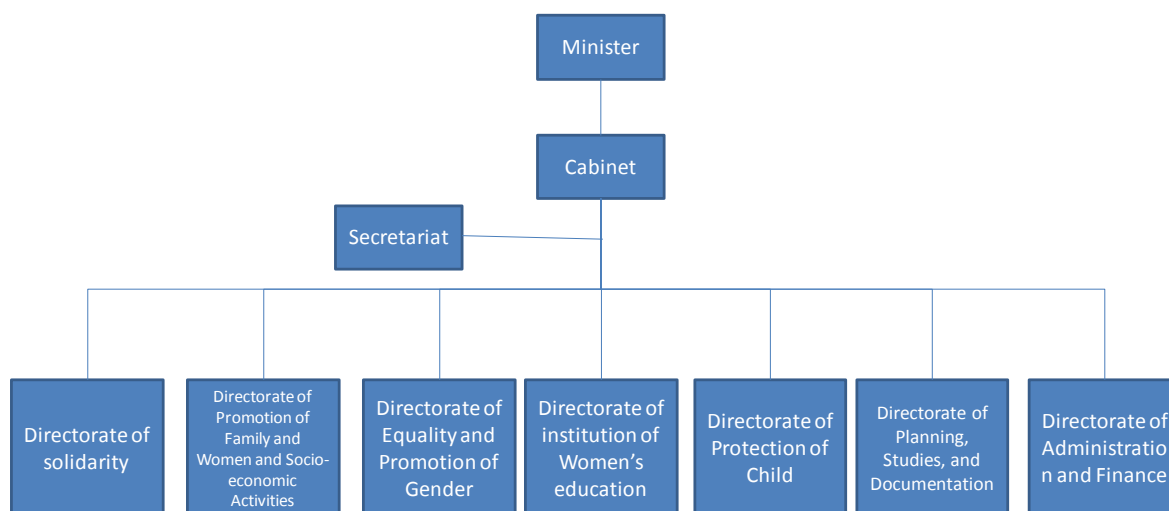 Minister
Cabinet
Secretariat
Directorate of
solidarity
Directorate of
Promotion of
Family and
Women and Socio-
economic
Activities
Directorate of
Equality and
Promotion of
Gender
Directorate of
institution of
Women’s
education
Directorate of
Protection of
Child
Directorate of
Planning,
Studies, and
Documentation
Directorate of
Administratio
n and Finance